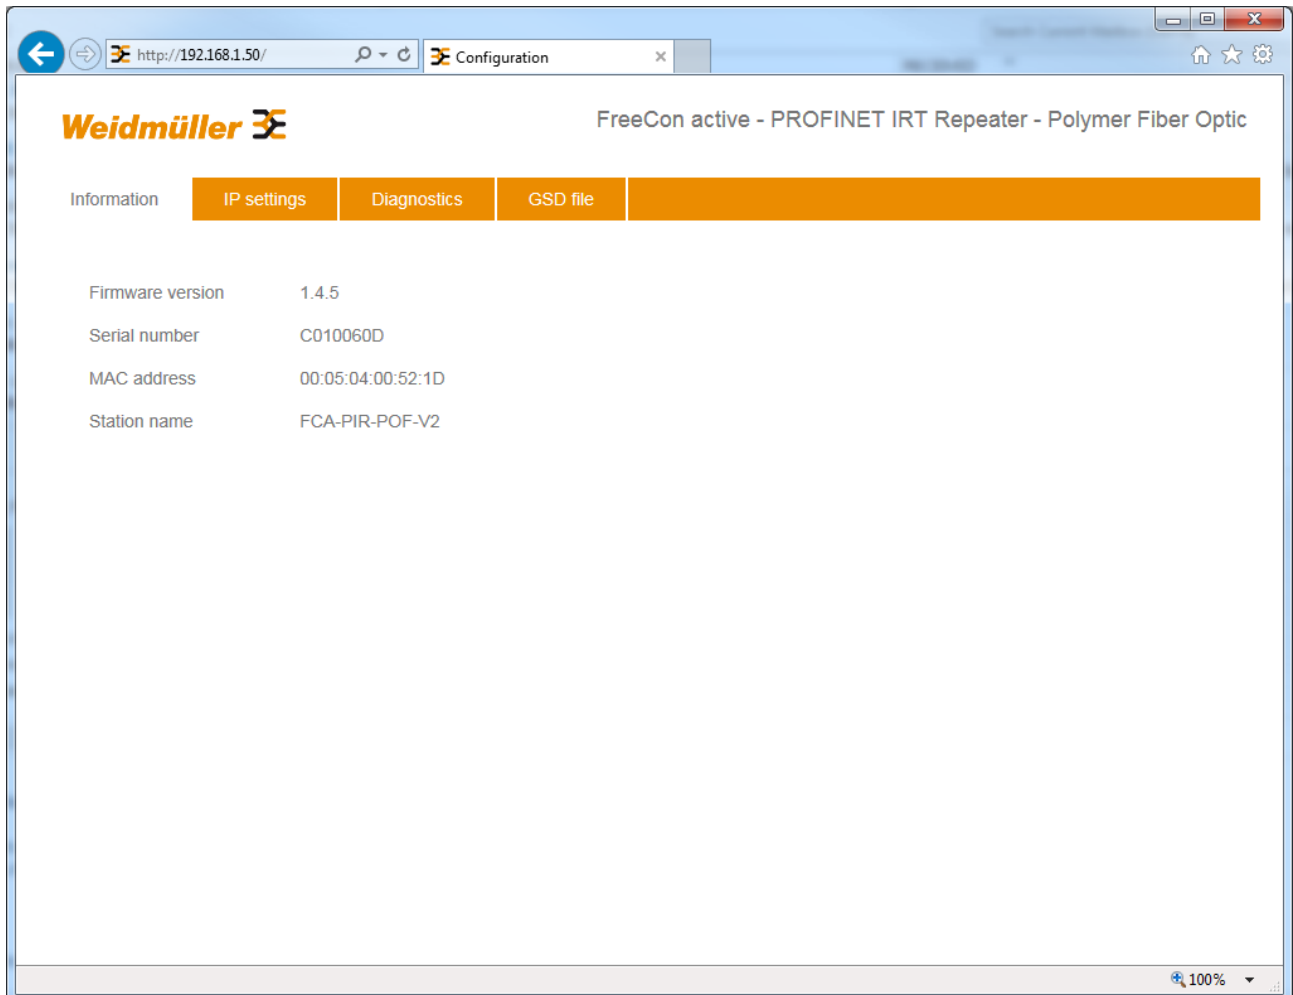 http://192.168.1.50/
Configuration
Weidmüller
FreeCon active - PROFINET IRT Repeater - Polymer Fiber Optic
Information IP settings Diagnostics GSD file
Firmware version 1.4.5
Serial number C010060D
MAC address 00:05:04:00:52:1D
Station name FCA-PIR-POF-V2
100%